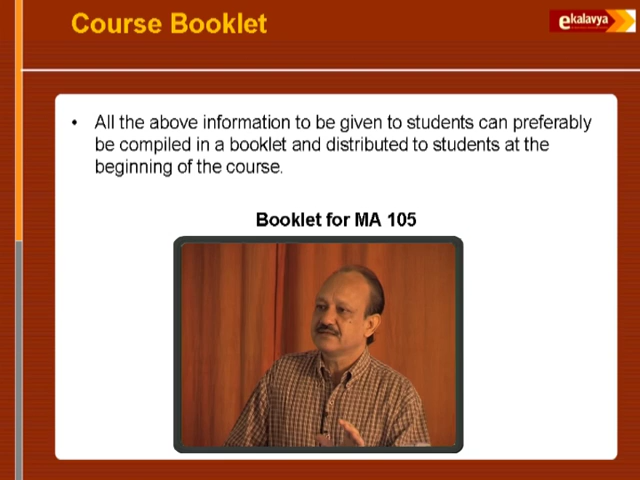 Course Booklet
ekalavya
• All the above information to be given to students can preferably
be compiled in a booklet and distributed to students at the
beginning of the course.
Booklet for MA 105